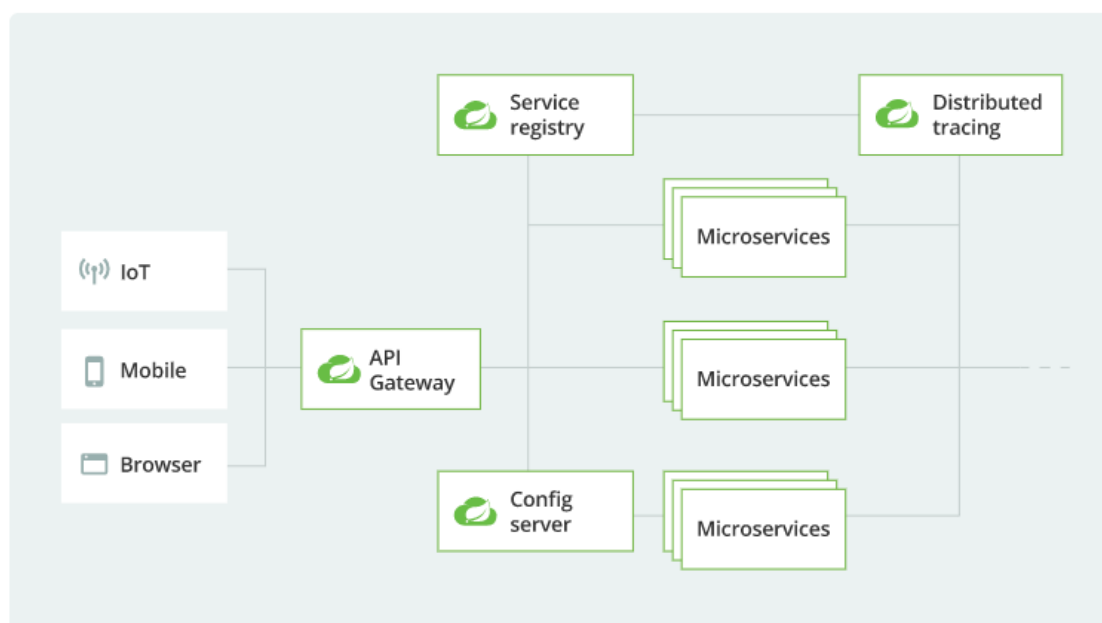 Service
registry
Distributed
tracing
Microservices
IoT
Mobile
Browser
API
Gateway
Microservices
Config
server
Microservices